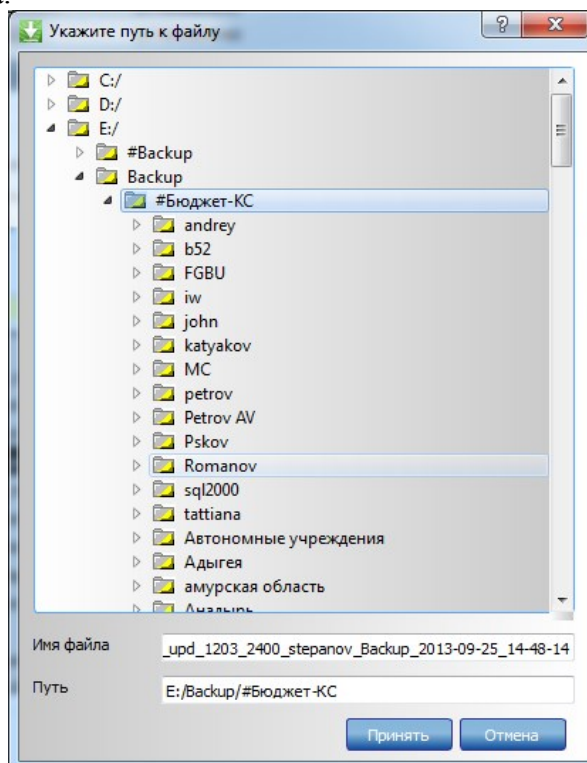 Укажите путь к файлу
C:/
D:/
E:/
#Backup
Backup
#Бюджет-КС
andrey
b52
FGBU
iw
john
katyakov
MC
petrov
Petrov AV
Pskov
Romanov
sql2000
tattiana
Автономные учреждения
Адыгея
амурская область
Анадырь
Имя файла
_upd_1203_2400_stepanov_Backup_2013-09-25_14-48-14
Путь
E:/Backup/#Бюджет-КС
Принять Отмена